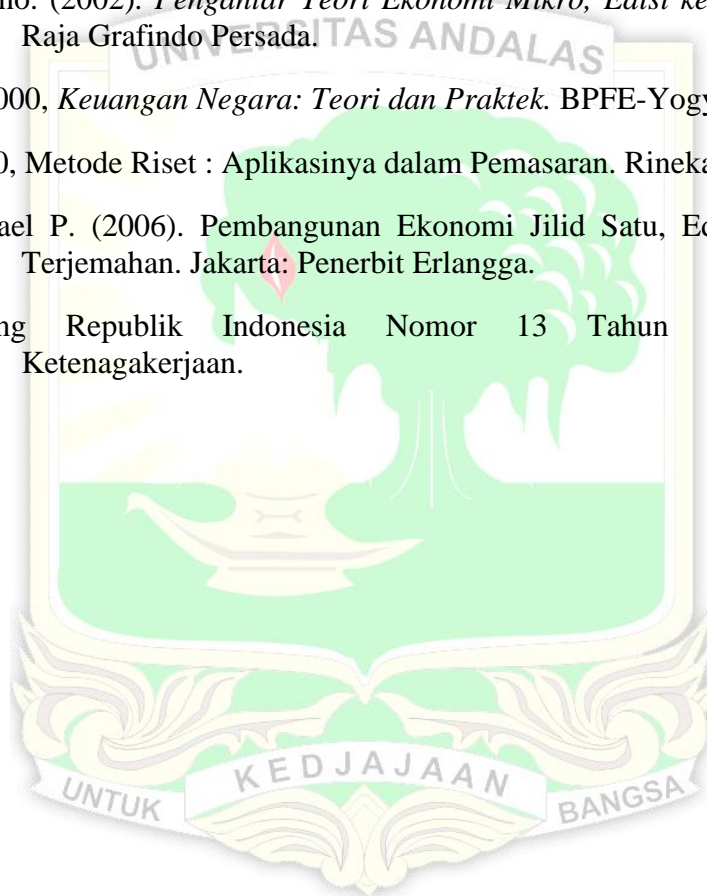 no. (2002). Pengantar Teori Ekonomi Mikro, Edisi ke
Raja Grafindo Persada.
UNIVERSITAS ANDALAS
000, Keuangan Negara: Teori dan Praktek. BPFE-Yogy
0, Metode Riset : Aplikasinya dalam Pemasaran. Rineka
ael P. (2006). Pembangunan Ekonomi Jilid Satu, Ed
Terjemahan. Jakarta: Penerbit Erlangga.
ng Republik Indonesia Nomor 13 Tahun
Ketenagakerjaan.
UNTUK KEDJAJAAN BANGSA